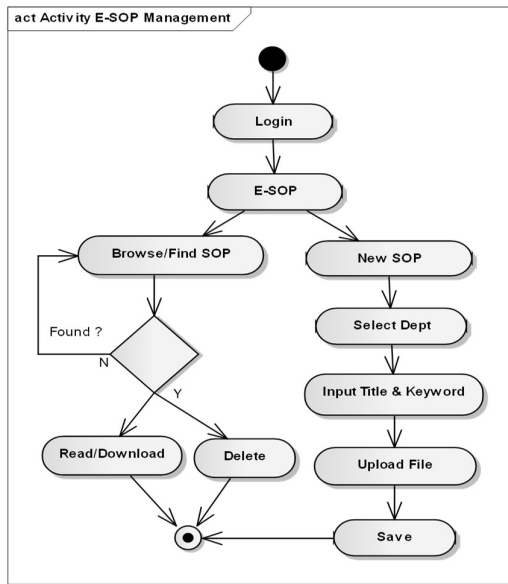 act Activity E-SOP Management
Login
E-SOP
Browse/Find SOP
New SOP
Found ?
N
Y
Select Dept
Input Title & Keyword
Read/Download
Delete
Upload File
Save